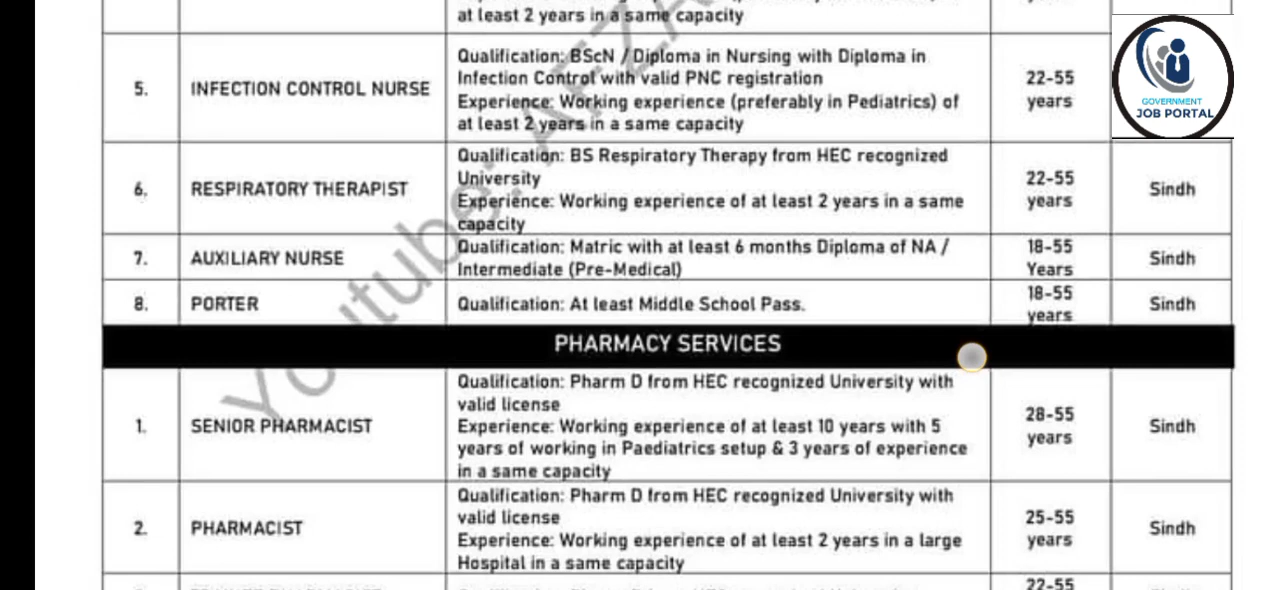 at least 2 years in a same capacity
years
5.
INFECTION CONTROL NURSE
Qualification: BScN / Diploma in Nursing with Diploma in
Infection Control with valid PNC registration
Experience: Working experience (preferably in Pediatrics) of
at least 2 years in a same capacity
22-55
years
GOVERNMENT
JOB PORTAL
6.
RESPIRATORY THERAPIST
Qualification: BS Respiratory Therapy from HEC recognized
University
Experience: Working experience of at least 2 years in a same
capacity
22-55
years
Sindh
7.
AUXILIARY NURSE
Qualification: Matric with at least 6 months Diploma of NA /
Intermediate (Pre-Medical)
18-55
Years
Sindh
8.
PORTER
Qualification: At least Middle School Pass.
18-55
years
Sindh
PHARMACY SERVICES
1.
SENIOR PHARMACIST
Qualification: Pharm D from HEC recognized University with
valid license
Experience: Working experience of at least 10 years with 5
years of working in Paediatrics setup & 3 years of experience
in a same capacity
28-55
years
Sindh
2.
PHARMACIST
Qualification: Pharm D from HEC recognized University with
valid license
Experience: Working experience of at least 2 years in a large
Hospital in a same capacity
25-55
years
Sindh
22-55
Youtube: AFZA